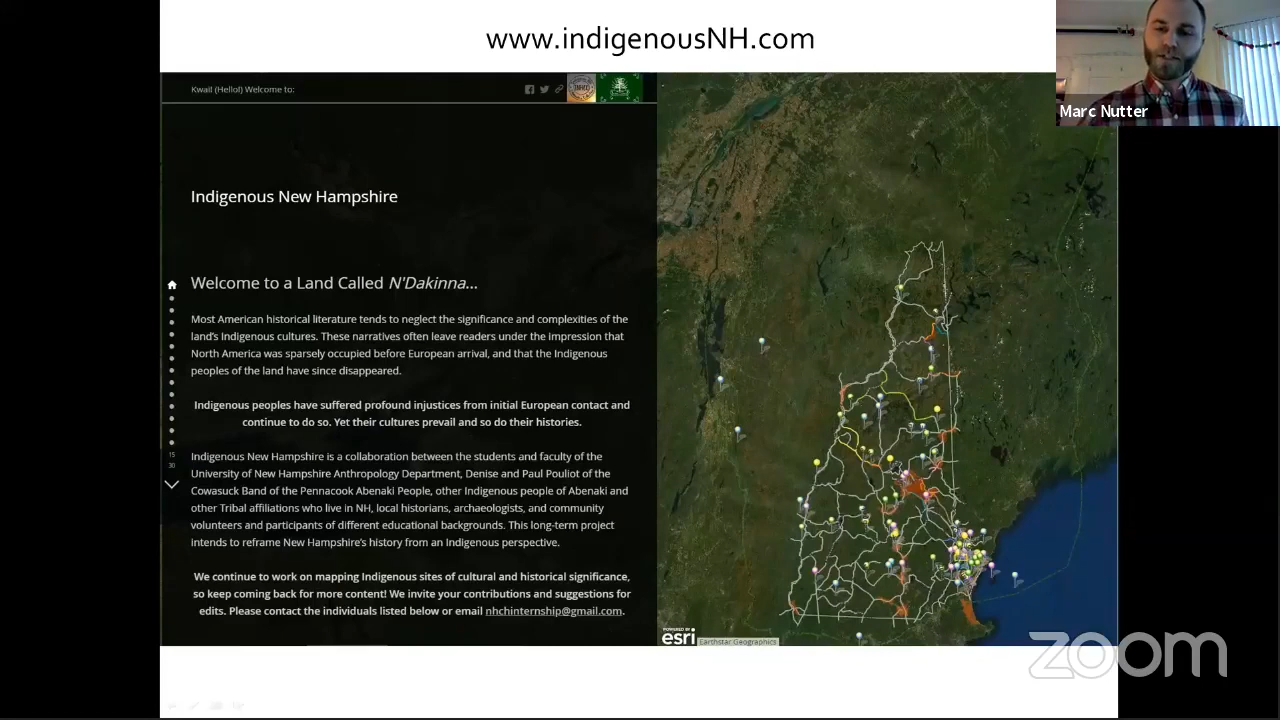 www.indigenousNH.com
Kwai! (Hello!) Welcome to:
Marc Nutter
Indigenous New Hampshire
Welcome to a Land Called N'Dakinna...
Most American historical literature tends to neglect the significance and complexities of the
land's Indigenous cultures. These narratives often leave readers under the impression that
North America was sparsely occupied before European arrival, and that the Indigenous
peoples of the land have since disappeared.
Indigenous peoples have suffered profound injustices from initial European contact and
continue to do so. Yet their cultures prevail and so do their histories.
Indigenous New Hampshire is a collaboration between the students and faculty of the
University of New Hampshire Anthropology Department, Denise and Paul Pouliot of the
Cowasuck Band of the Pennacook Abenaki People, other Indigenous people of Abenaki and
other Tribal affiliations who live in NH, local historians, archaeologists, and community
volunteers and participants of different educational backgrounds. This long-term project
intends to reframe New Hampshire's history from an Indigenous perspective.
We continue to work on mapping Indigenous sites of cultural and historical significance,
so keep coming back for more content! We invite your contributions and suggestions for
edits. Please contact the individuals listed below or email nhchinternship@gmail.com.
15
30
POWERED BY
esri
Earthstar Geographics
zoom